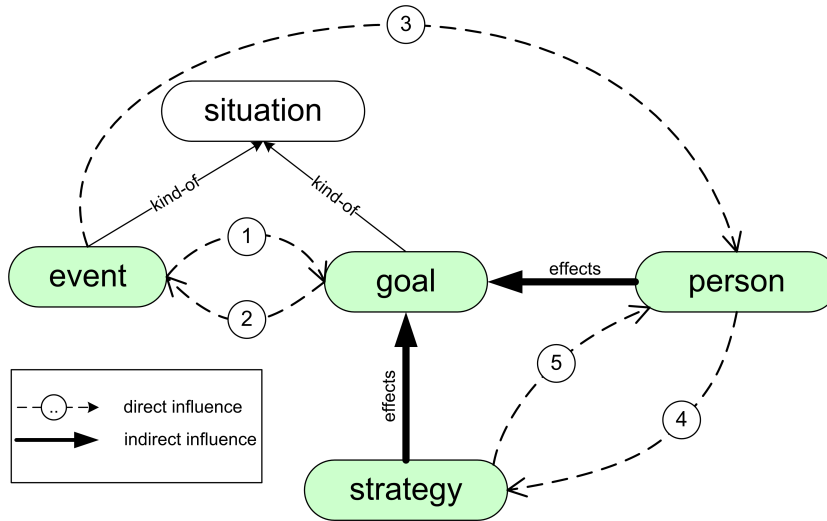 3
situation
kind-of
kind-of
1
event
goal
effects
person
2
5
.. direct influence
effects
4
indirect influence
strategy